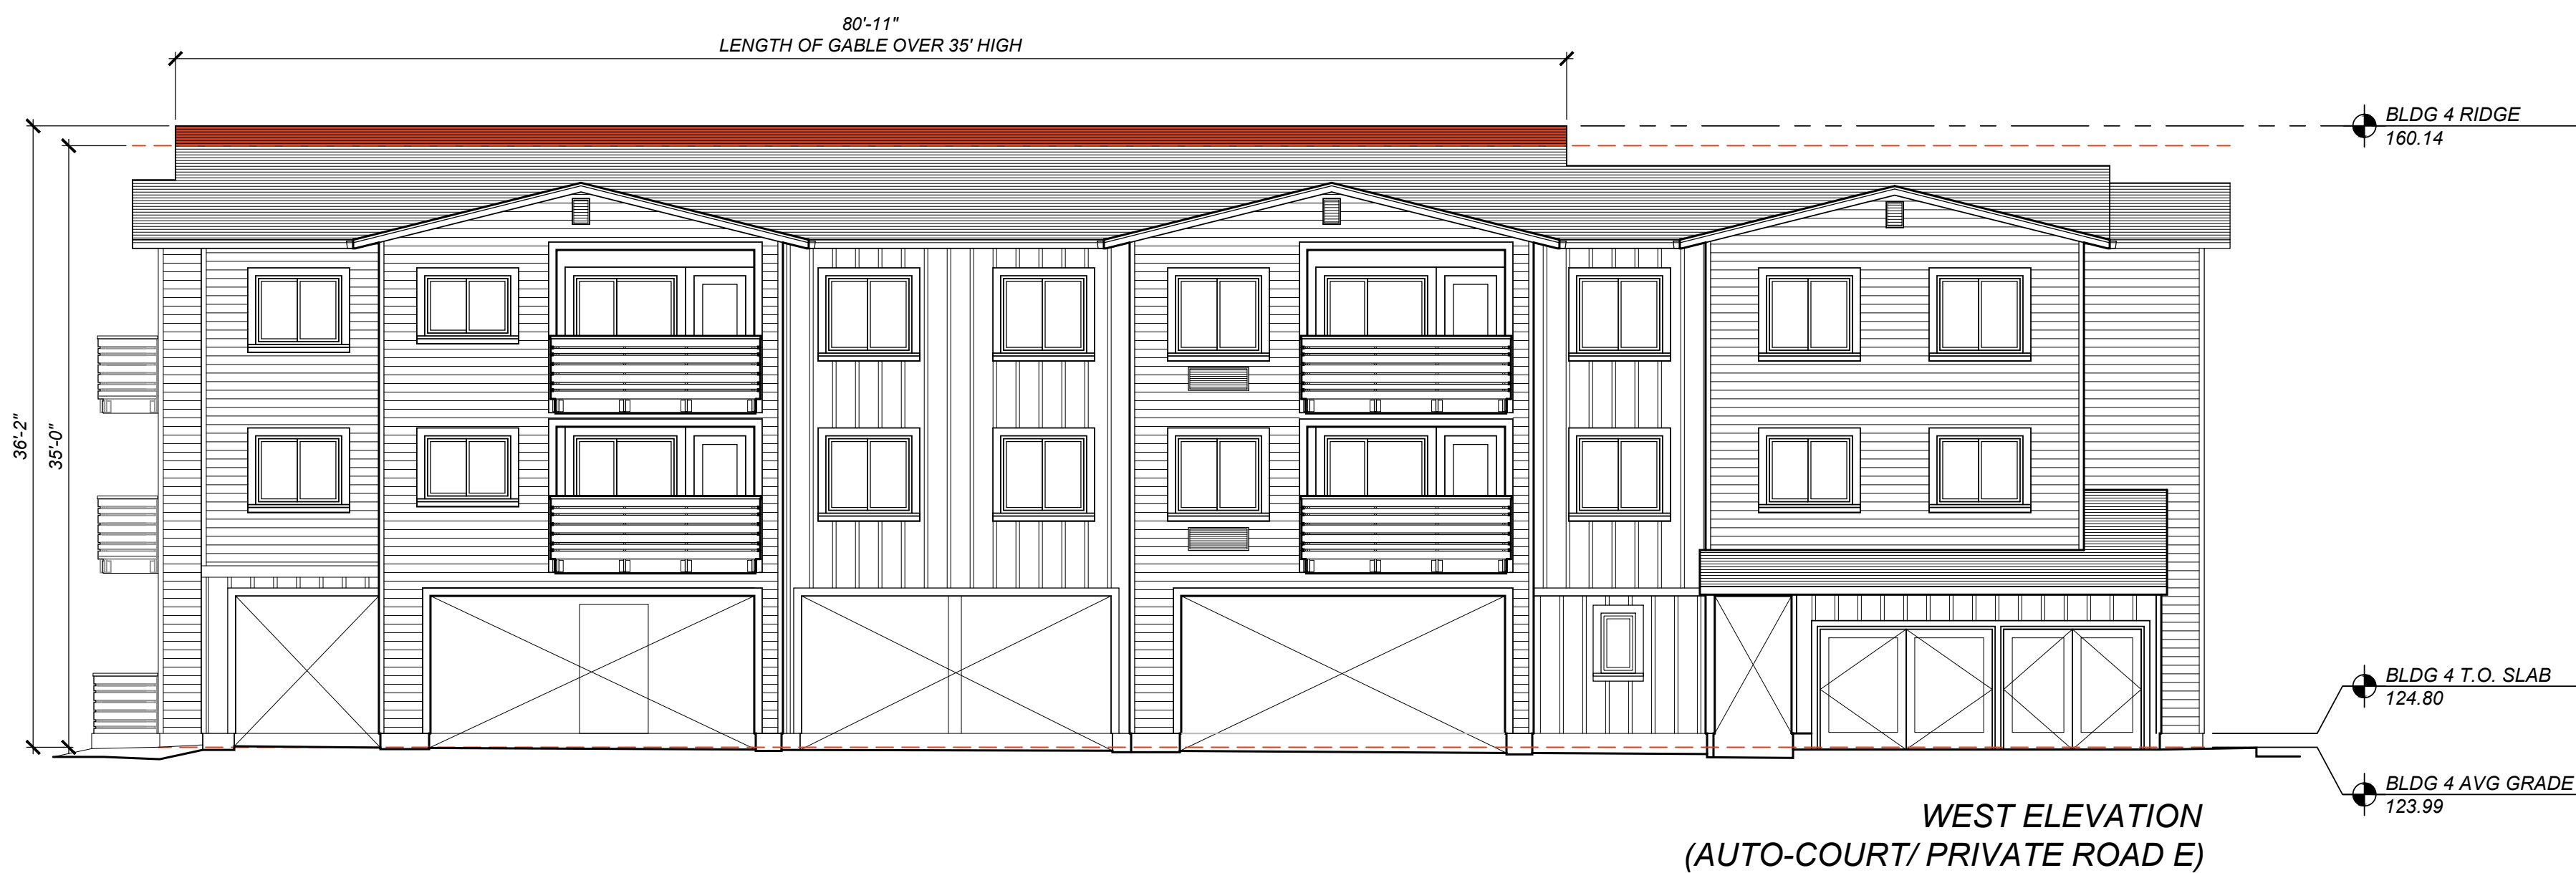 80'-11"
LENGTH OF GABLE OVER 35' HIGH
BLDG 4 RIDGE
160.14
36'-2"
35'-0"
BLDG 4 T.O. SLAB
124.80
BLDG 4 AVG GRADE
123.99
WEST ELEVATION
(AUTO-COURT/ PRIVATE ROAD E)